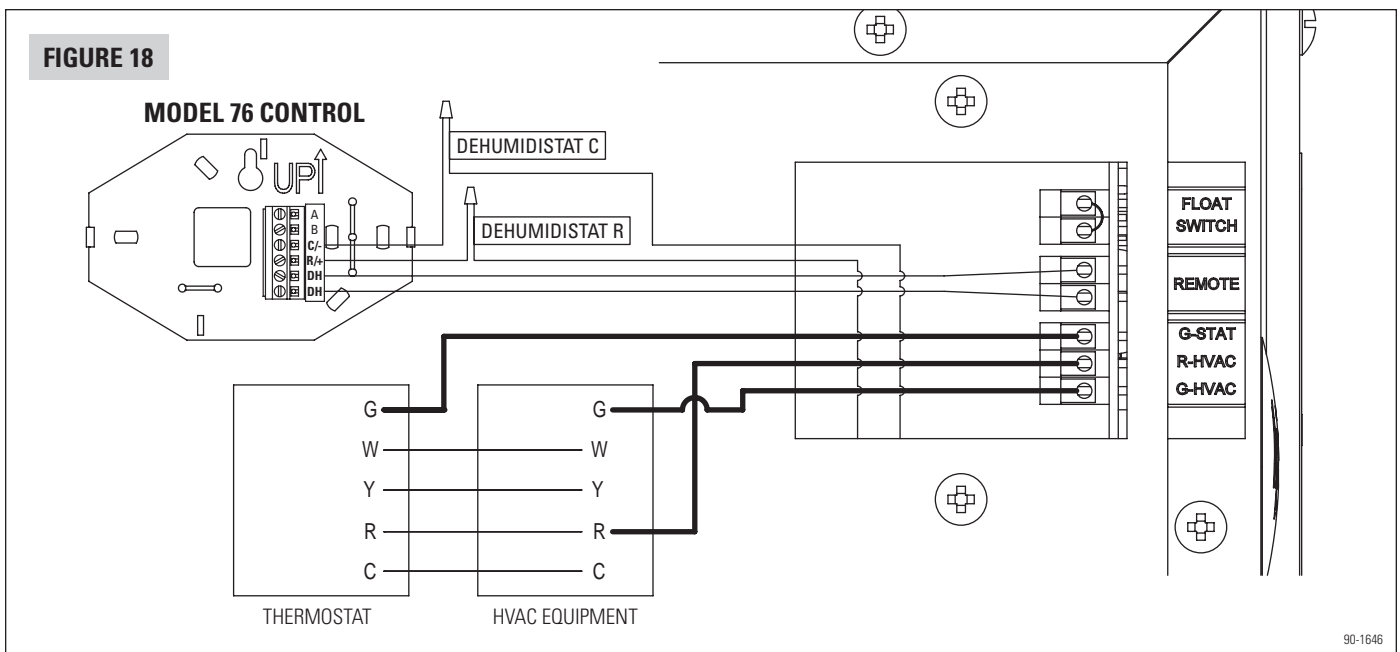 FIGURE 18
MODEL 76 CONTROL
UP
A
B
C/-
R/+
DH
DH
DEHUMIDISTAT C
DEHUMIDISTAT R
FLOAT
SWITCH
REMOTE
G-STAT
R-HVAC
G-HVAC
G
W
Y
R
C
THERMOSTAT
G
W
Y
R
C
HVAC EQUIPMENT
90-1646